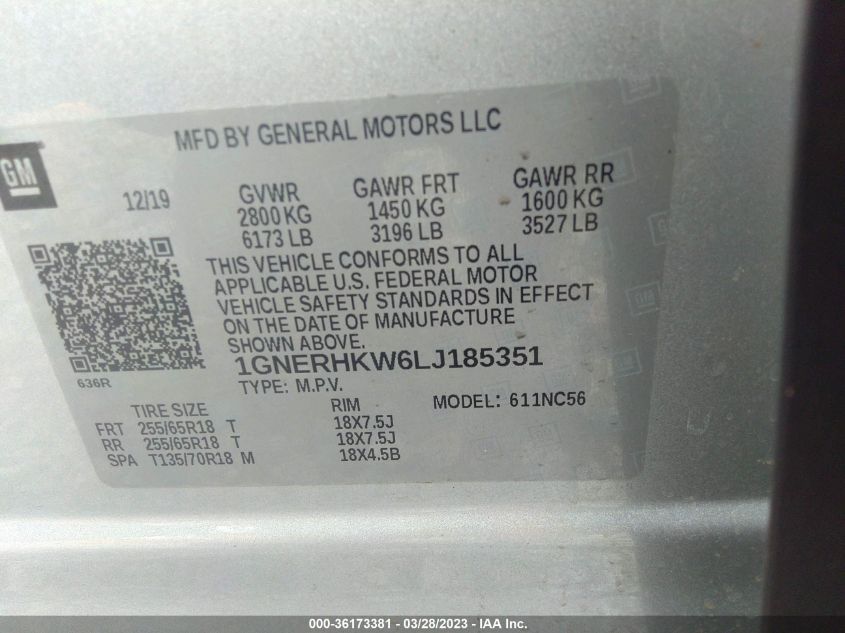 MFD BY GENERAL MOTORS LLC
GM
12/19
GVWR GAWR FRT GAWR RR
2800 KG 1450 KG 1600 KG
6173 LB 3196 LB 3527 LB
THIS VEHICLE CONFORMS TO ALL
APPLICABLE U.S. FEDERAL MOTOR
VEHICLE SAFETY STANDARDS IN EFFECT
ON THE DATE OF MANUFACTURE
SHOWN ABOVE.
1GNERHKW6LJ185351
636R
TYPE: M.P.V.
MODEL: 611NC56
TIRE SIZE RIM
FRT 255/65R18 T 18X7.5J
RR 255/65R18 T 18X7.5J
SPA T135/70R18 M 18X4.5B
000-36173381 - 03/28/2023 - IAA Inc.